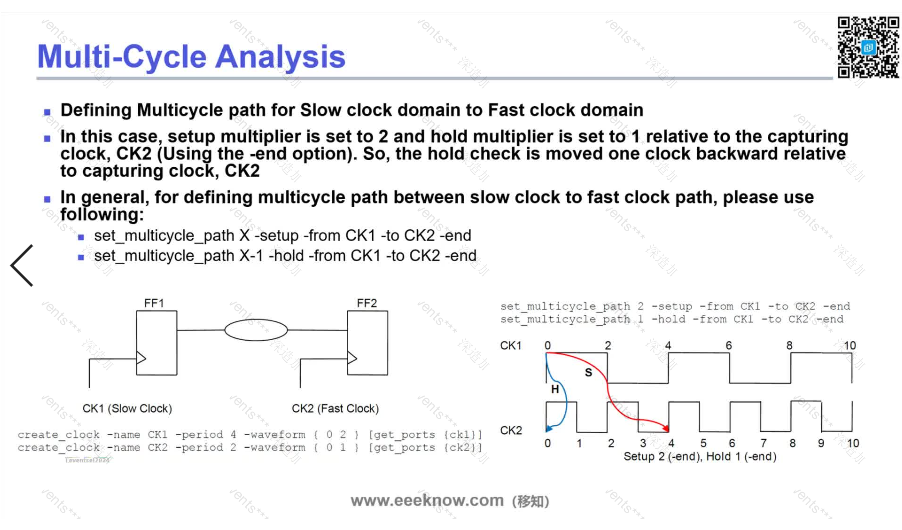 Multi-Cycle Analysis
Defining Multicycle path for Slow clock domain to Fast clock domain
In this case, setup multiplier is set to 2 and hold multiplier is set to 1 relative to the capturing
clock, CK2 (Using the -end option). So, the hold check is moved one clock backward relative
to capturing clock, CK2
In general, for defining multicycle path between slow clock to fast clock path, please use
following:
set_multicycle_path X -setup -from CK1 -to CK2 -end
set_multicycle_path X-1 -hold -from CK1 -to CK2 -end
FF1 FF2
CK1 (Slow Clock) CK2 (Fast Clock)
create_clock -name CK1 -period 4 -waveform { 0 2 } [get_ports {ck1}]
create_clock -name CK2 -period 2 -waveform { 0 1 } [get_ports {ck2}]
set_multicycle_path 2 -setup -from CK1 -to CK2 -end
set_multicycle_path 1 -hold -from CK1 -to CK2 -end
CK1 0 2 4 6 8 10
S
H
CK2 0 1 2 3 4 5 6 7 8 9 10
Setup 2 (-end), Hold 1 (-end)
www.eeeknow.com (移知)